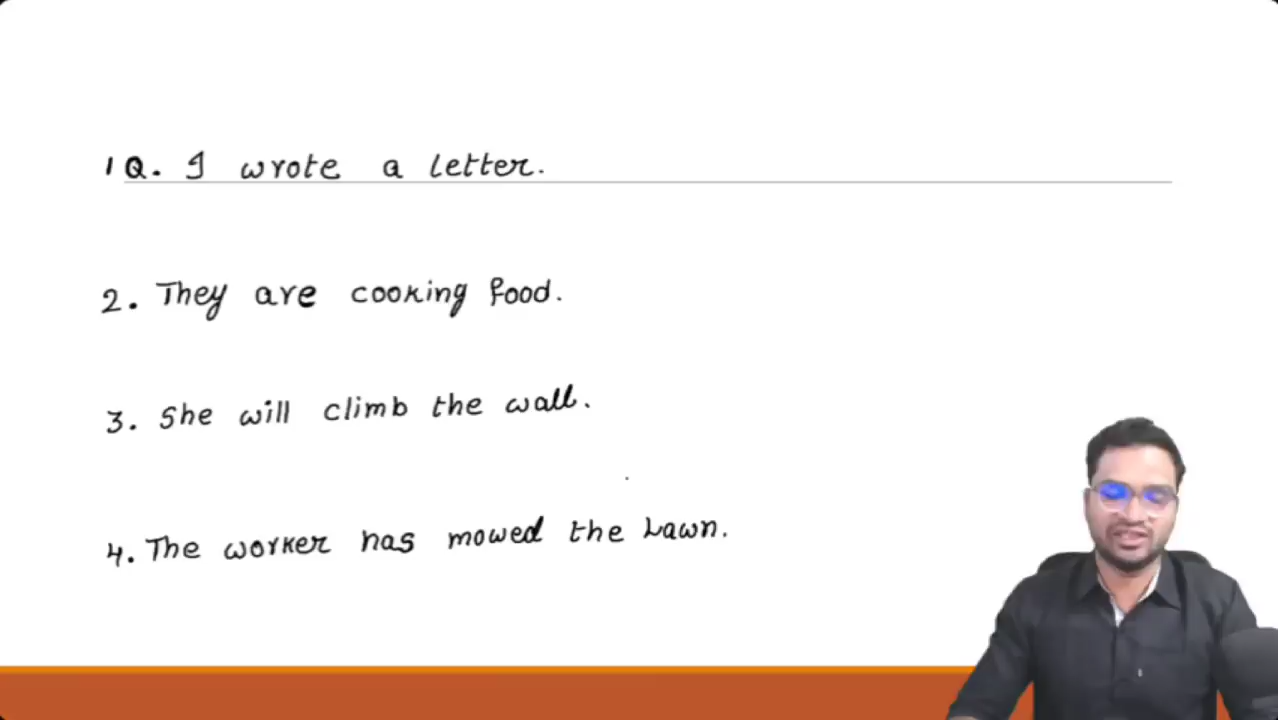 1Q. I wrote a letter.
2. They are cooking food.
3. She will climb the wall.
4. The worker has mowed the Lawn.